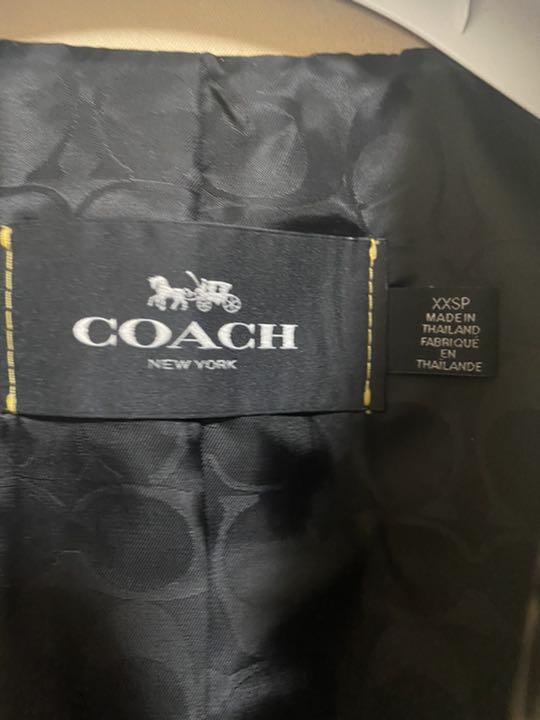 COACH
NEW YORK
XXSP
MADE IN
THAILAND
FABRIQUÉ
EN
THAÏLANDE